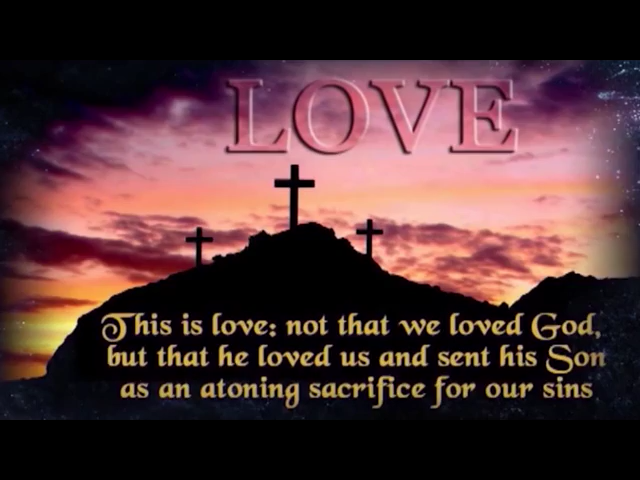 LOVE
This is love: not that we loved God,
but that he loved us and sent his Son
as an atoning sacrifice for our sins